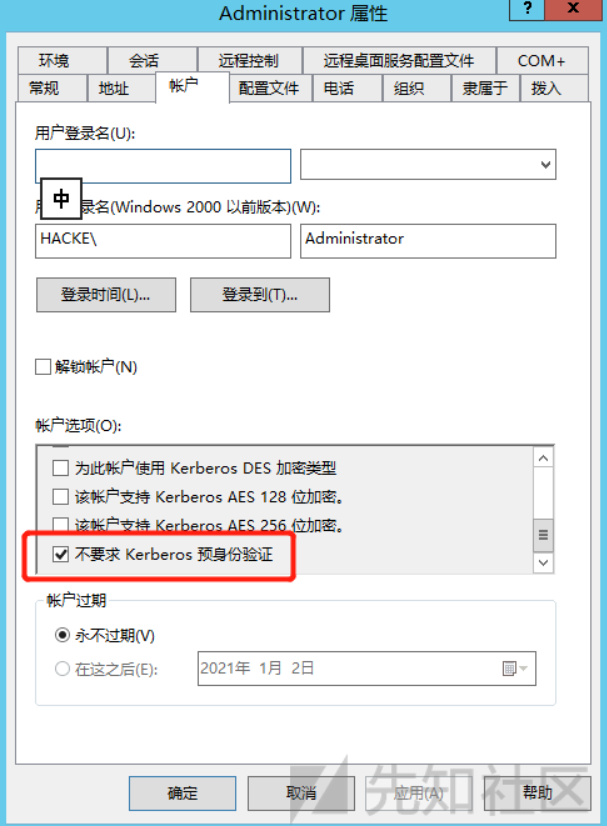 Administrator 属性
? x
环境 会话 远程控制 远程桌面服务配置文件 COM+
常规 地址 帐户 配置文件 电话 组织 隶属于 拨入
用户登录名(U):
中
用 录名(Windows 2000 以前版本)(W):
HACKE\ Administrator
登录时间(L)... 登录到(T)...
解锁帐户(N)
帐户选项(O):
为此帐户使用 Kerberos DES 加密类型
该帐户支持 Kerberos AES 128 位加密。
该帐户支持 Kerberos AES 256 位加密。
不要求 Kerberos 预身份验证
帐户过期
永不过期(V)
在这之后(E): 2021年 1月 2日
确定 取消 应用(A) 帮助
先知社区